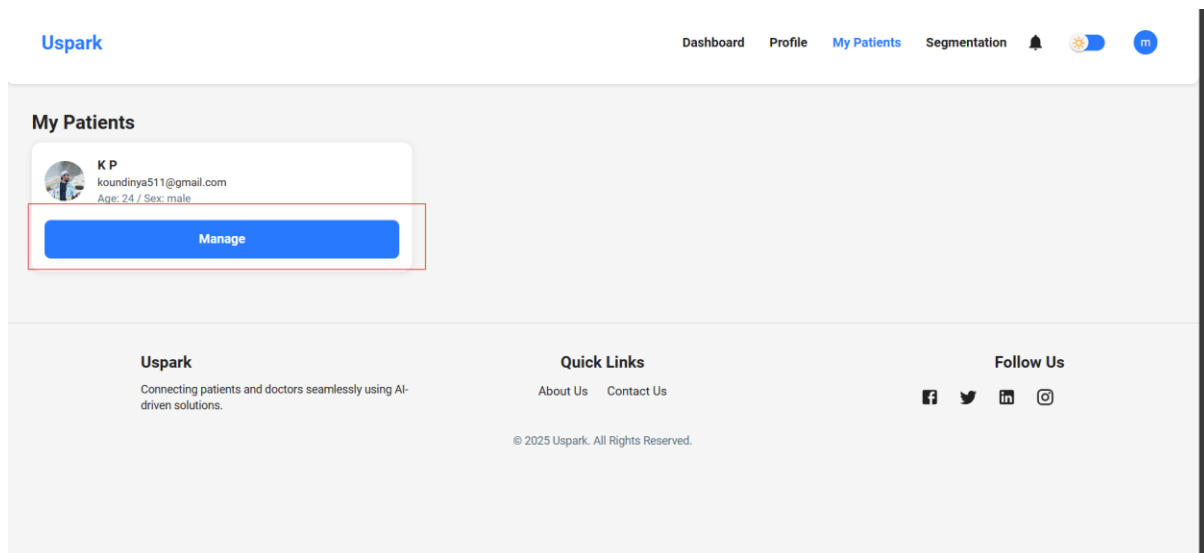 Uspark
Dashboard Profile My Patients Segmentation m
My Patients
K P
koundinya511@gmail.com
Age: 24 / Sex: male
Manage
Uspark
Connecting patients and doctors seamlessly using AI-
driven solutions.
Quick Links
About Us Contact Us
Follow Us
© 2025 Uspark. All Rights Reserved.